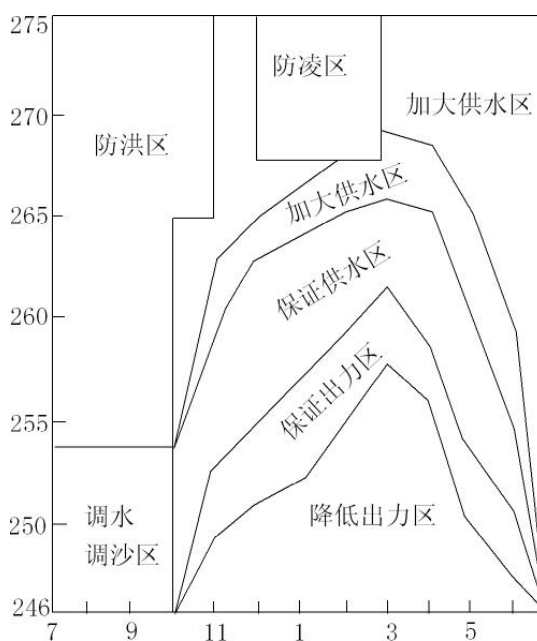 275
270
265
260
255
250
246
防洪区
防凌区
加大供水区
加大供水区
保证供水区
保证出力区
降低出力区
调水
调沙区
7
9
11
1
3
5